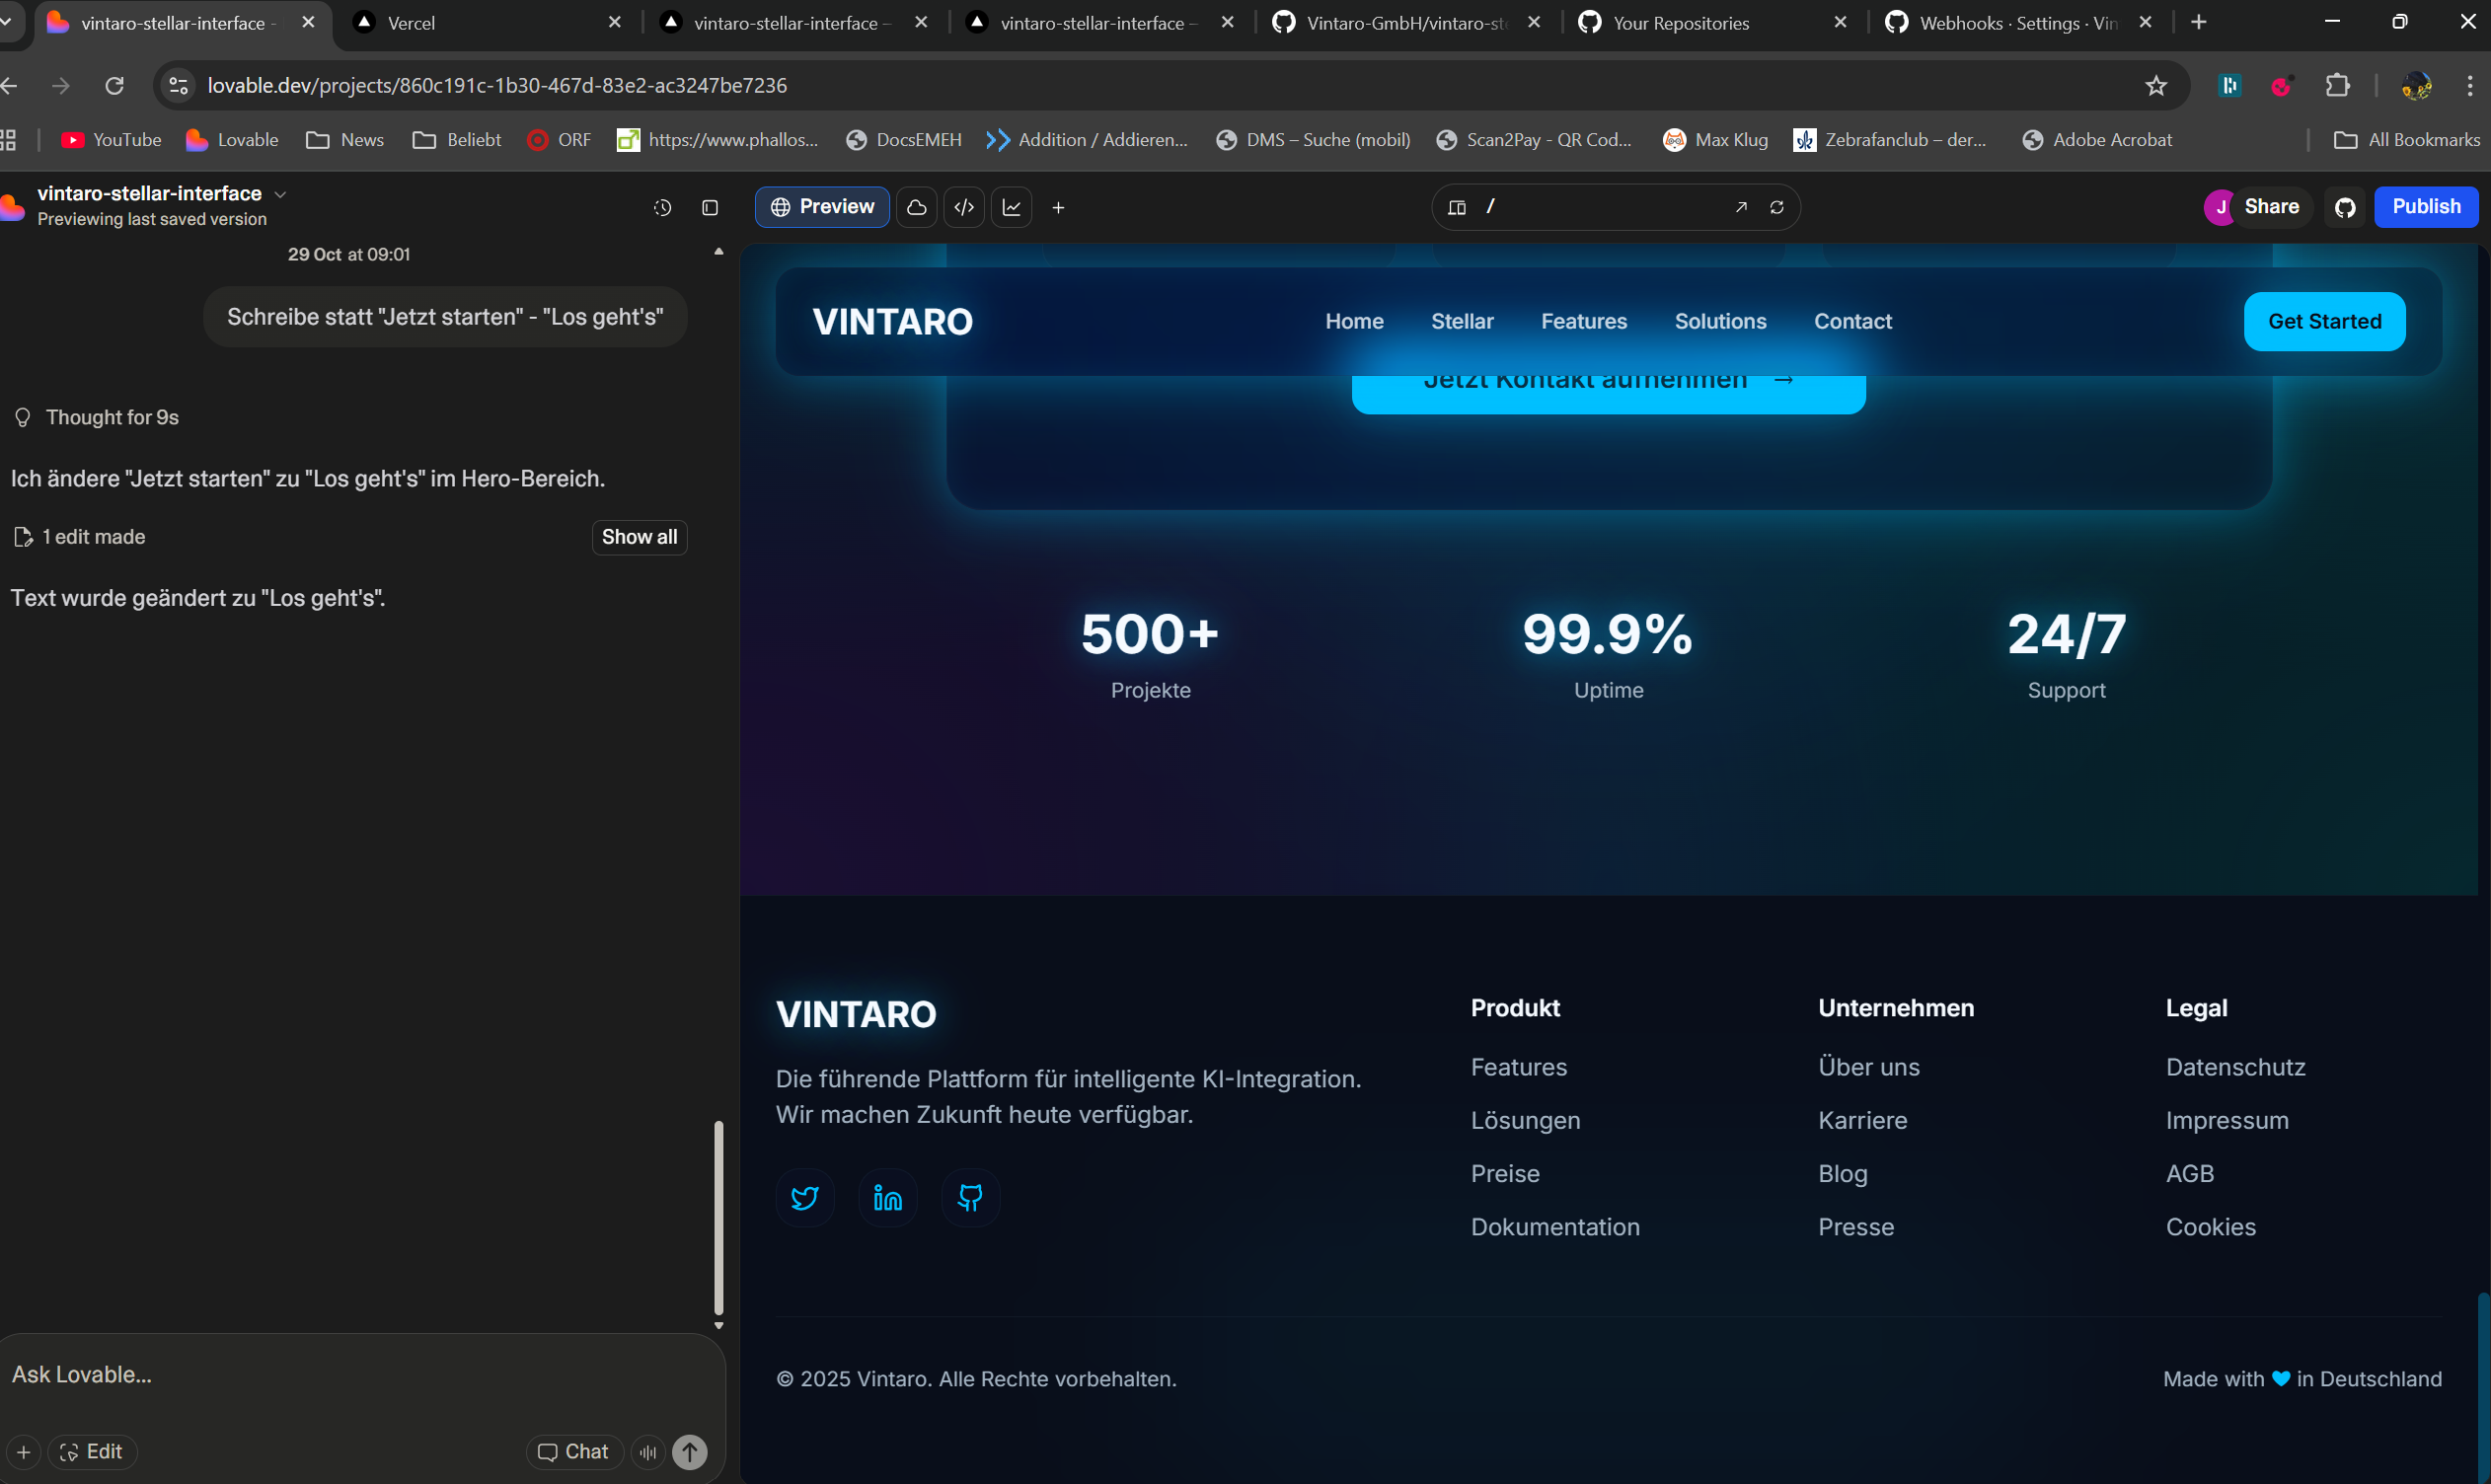 vintaro-stellar-interface -
Vercel
vintaro-stellar-interface –
vintaro-stellar-interface –
Vintaro-GmbH/vintaro-ste
Your Repositories
Webhooks · Settings · Vin
lovable.dev/projects/860c191c-1b30-467d-83e2-ac3247be7236
YouTube
Lovable
News
Beliebt
ORF
https://www.phallos...
DocsEMEH
Addition / Addieren...
DMS – Suche (mobil)
Scan2Pay - QR Cod...
Max Klug
Zebrafanclub – der...
Adobe Acrobat
All Bookmarks
vintaro-stellar-interface
Previewing last saved version
Preview
/
J
Share
Publish
29 Oct at 09:01
Schreibe statt "Jetzt starten" - "Los geht's"
Thought for 9s
Ich ändere "Jetzt starten" zu "Los geht's" im Hero-Bereich.
1 edit made
Show all
Text wurde geändert zu "Los geht's".
Ask Lovable...
Edit
Chat
VINTARO
Home
Stellar
Features
Solutions
Contact
Get Started
Jetzt Kontakt aufnehmen →
500+
Projekte
99.9%
Uptime
24/7
Support
VINTARO
Die führende Plattform für intelligente KI-Integration.
Wir machen Zukunft heute verfügbar.
Produkt
Features
Lösungen
Preise
Dokumentation
Unternehmen
Über uns
Karriere
Blog
Presse
Legal
Datenschutz
Impressum
AGB
Cookies
© 2025 Vintaro. Alle Rechte vorbehalten.
Made with 💙 in Deutschland